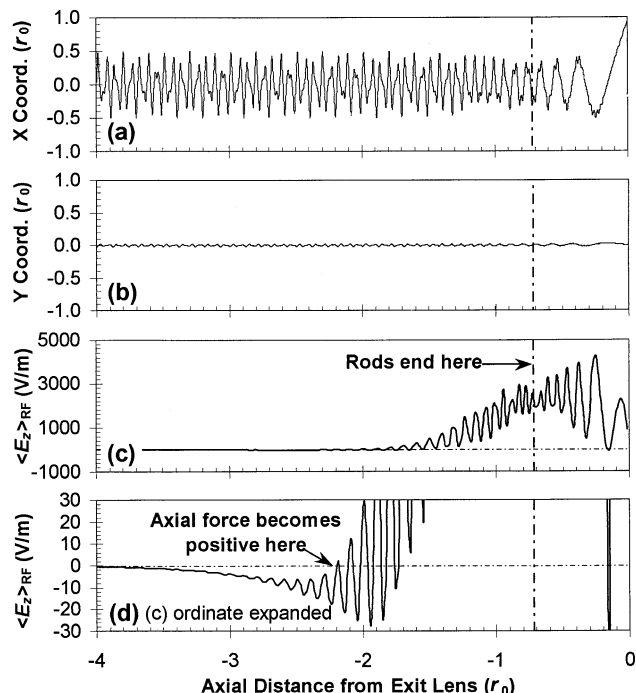 1.0
0.5
0.0
-0.5
1.0
X Coord. (r0)
(a)
1.0
0.5
0.0
-0.5
-1.0
Y Coord. (r0)
(b)
5000
3000
1000
-1000
<Ez>RF (V/m)
Rods end here
(c)
30
20
10
0
-10
-20
-30
<Ez>RF (V/m)
Axial force becomes
positive here
(d) (c) ordinate expanded
-4 -3 -2 -1 0
Axial Distance from Exit Lens (r0)